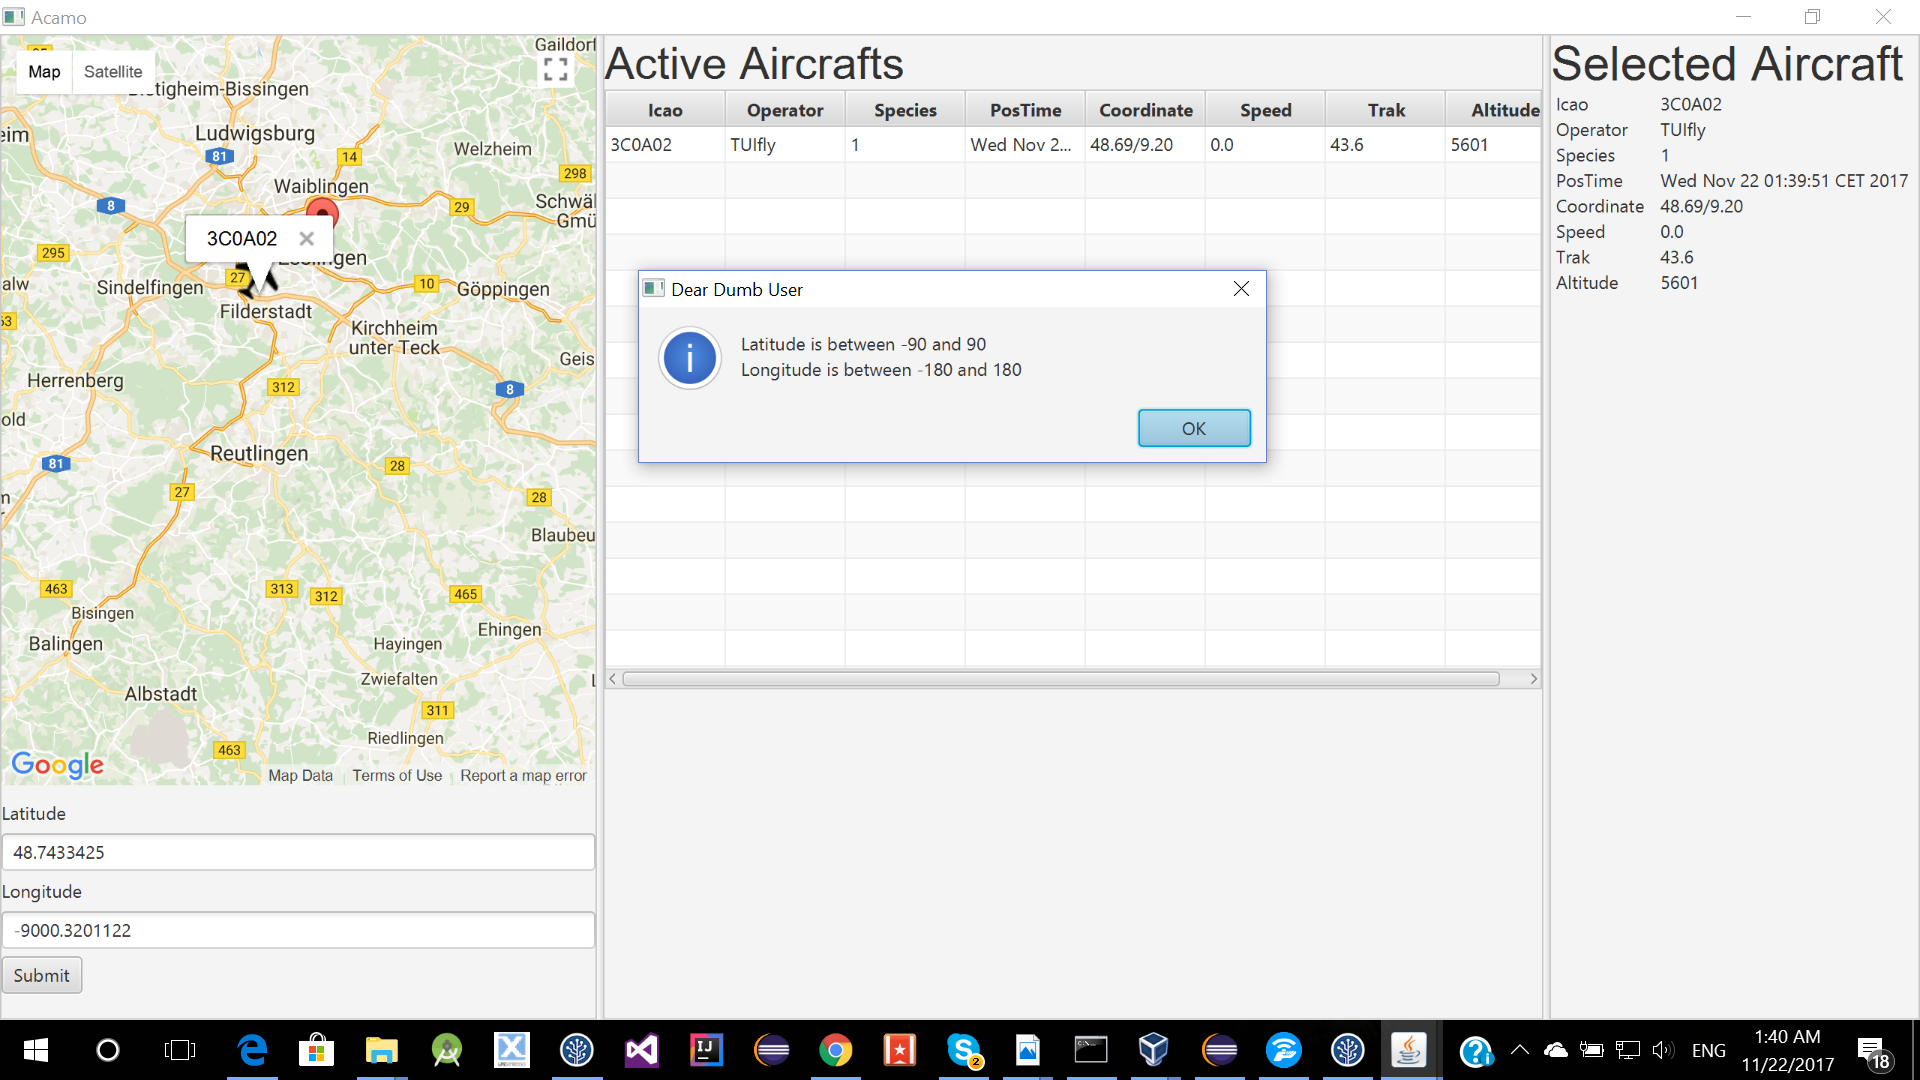 Acamo
Map
Satellite
Gaildorf
Bietigheim-Bissingen
Ludwigsburg
81
14
Welzheim
298
Waiblingen
8
29
Schwäl
Gmü
3C0A02
295
alw
Sindelfingen
27
10
Göppingen
Filderstadt
Kirchheim
unter Teck
Geis
Herrenberg
312
8
old
Reutlingen
81
28
27
28
Blaubeu
463
313
312
465
Bisingen
Ehingen
Balingen
Hayingen
Zwiefalten
Albstadt
311
Riedlingen
463
Google
Map Data
Terms of Use
Report a map error
Latitude
48.7433425
Longitude
-9000.3201122
Submit
Active Aircrafts
Icao Operator Species PosTime Coordinate Speed Trak Altitude
3C0A02 TUIfly 1 Wed Nov 2... 48.69/9.20 0.0 43.6 5601
Dear Dumb User
Latitude is between -90 and 90
Longitude is between -180 and 180
OK
Selected Aircraft
Icao 3C0A02
Operator TUIfly
Species 1
PosTime Wed Nov 22 01:39:51 CET 2017
Coordinate 48.69/9.20
Speed 0.0
Trak 43.6
Altitude 5601
IJ
2
ENG
1:40 AM
11/22/2017
18